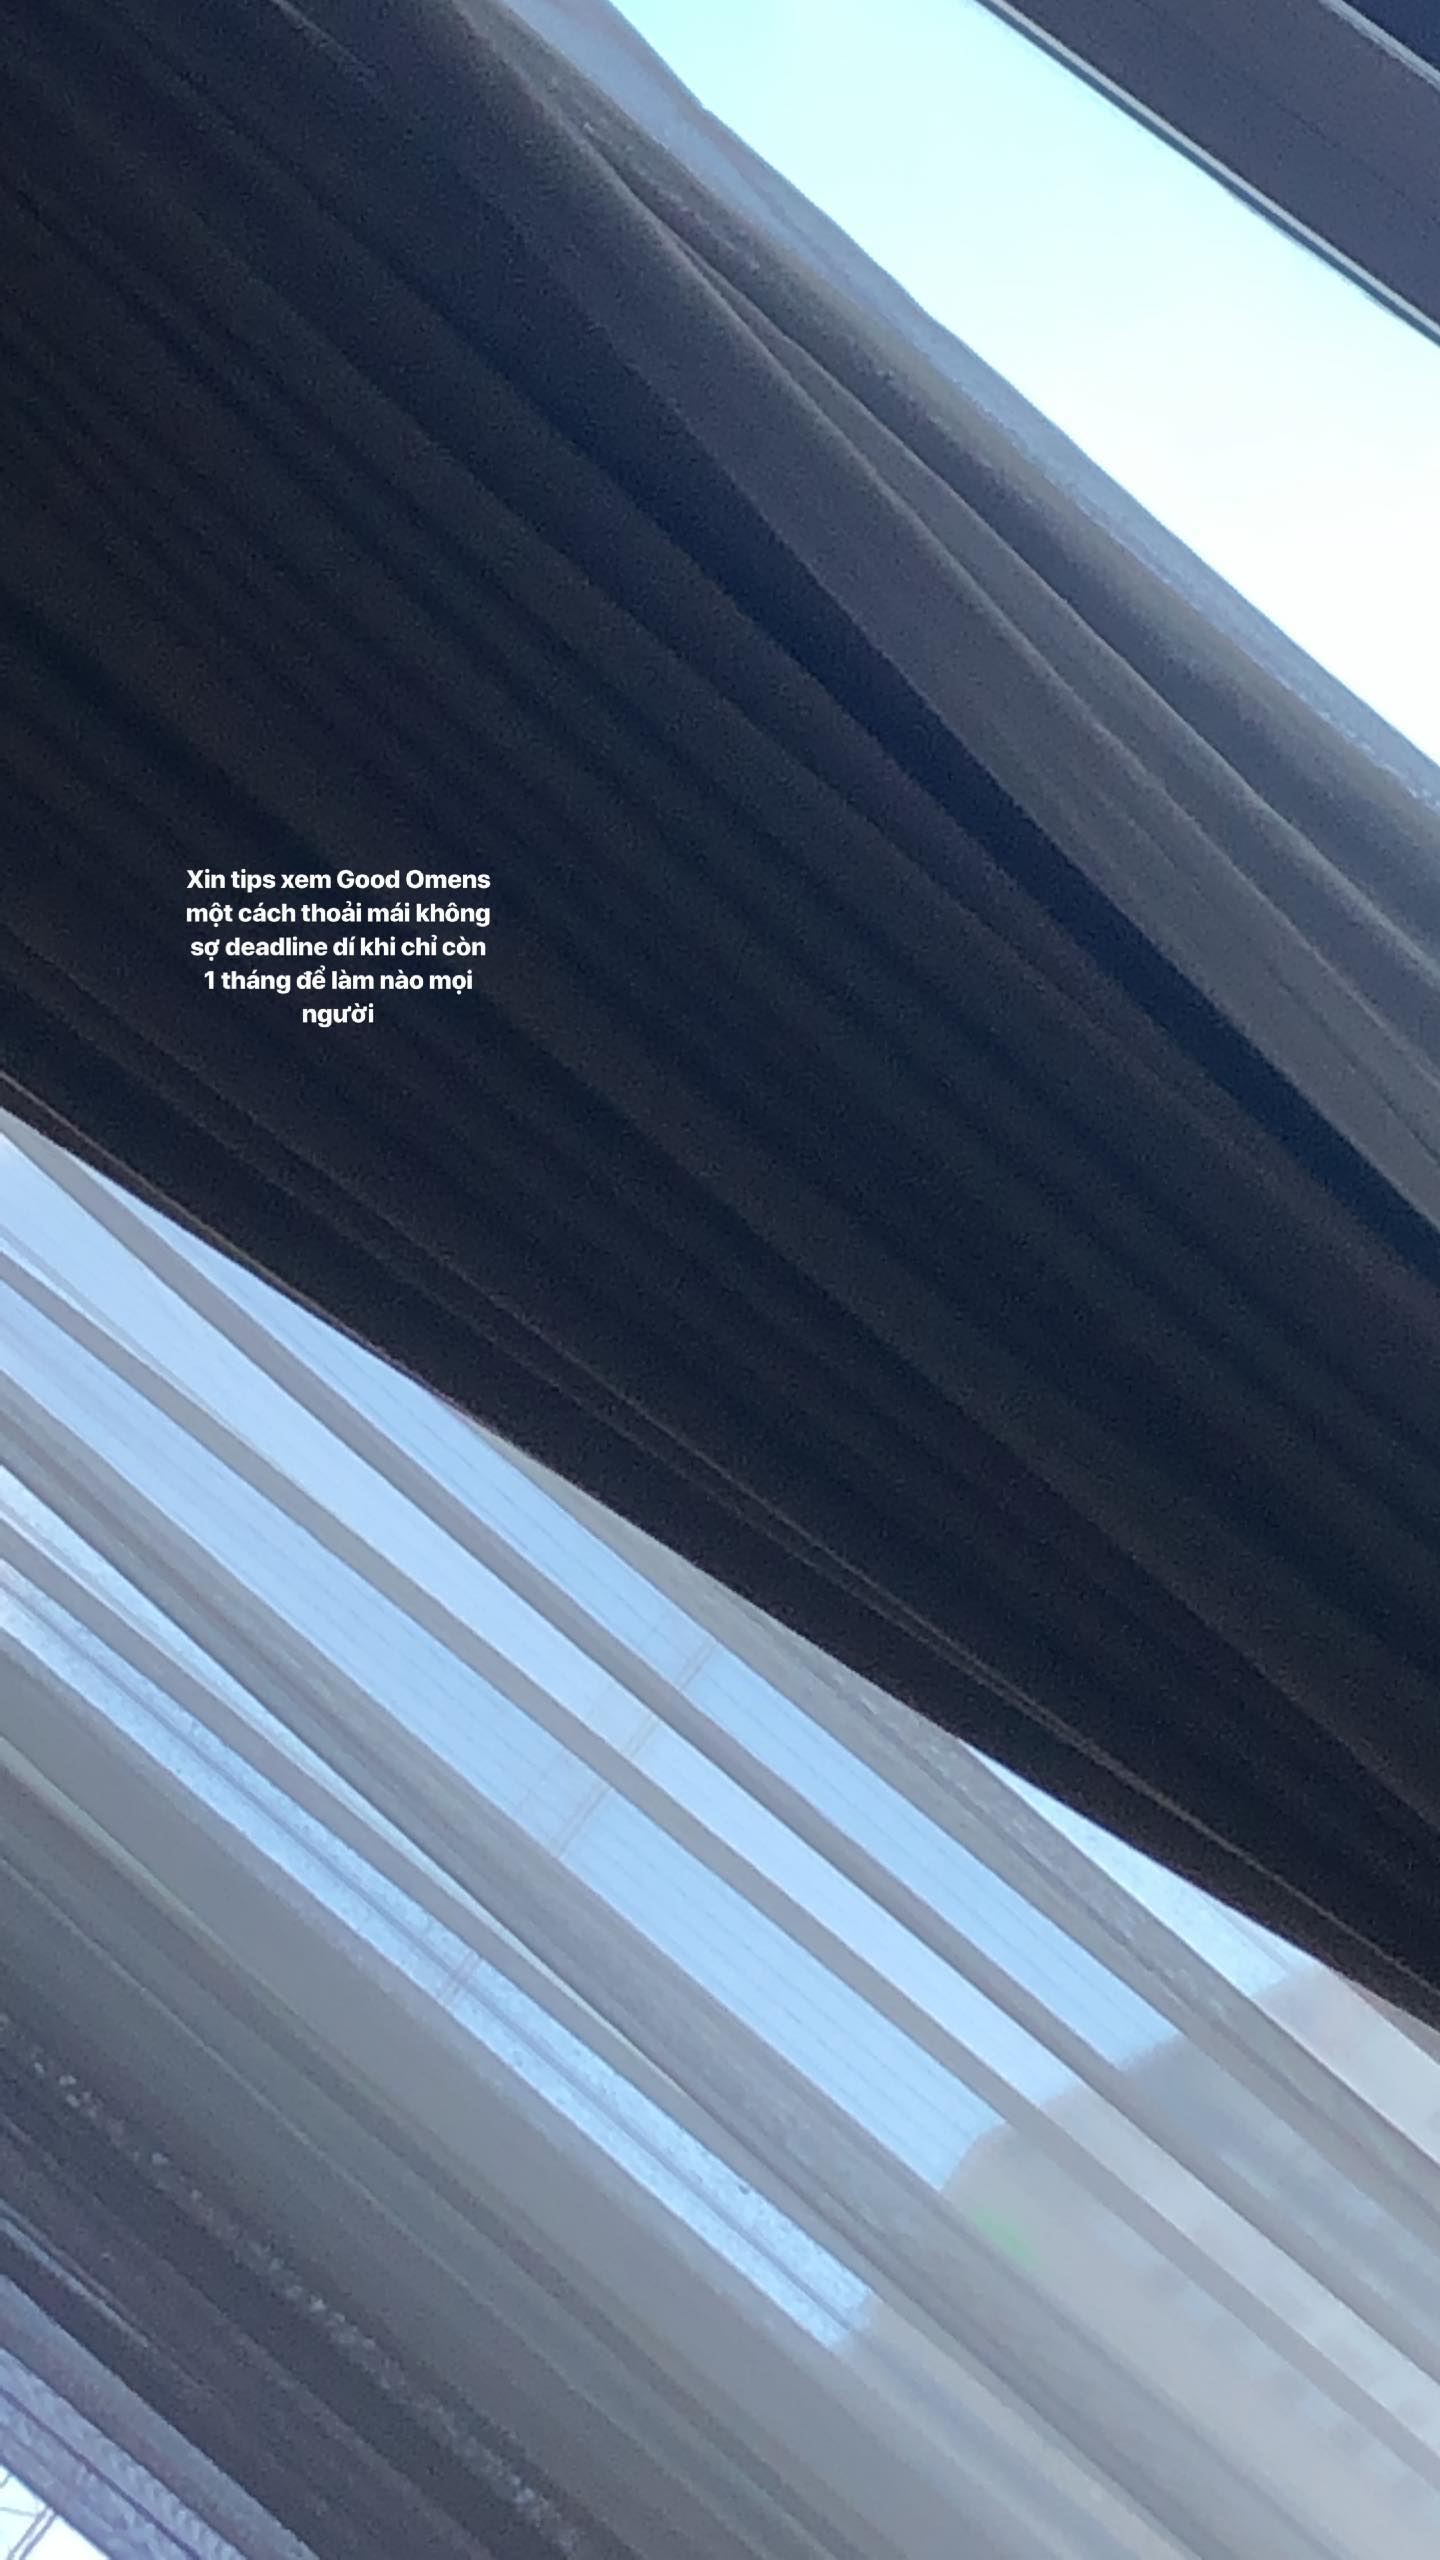 Xin tips xem Good Omens
một cách thoải mái không
sợ deadline dí khi chỉ còn
1 tháng để làm nào mọi
người